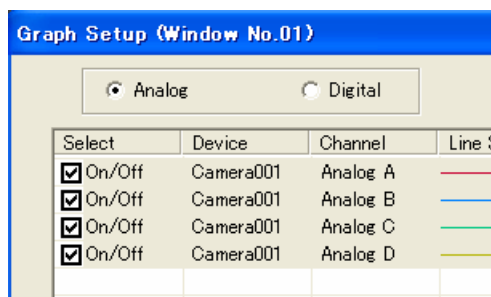 Graph Setup (Window No.01)
Analog Digital
Select Device Channel Line
On/Off Camera001 Analog A
On/Off Camera001 Analog B
On/Off Camera001 Analog C
On/Off Camera001 Analog D